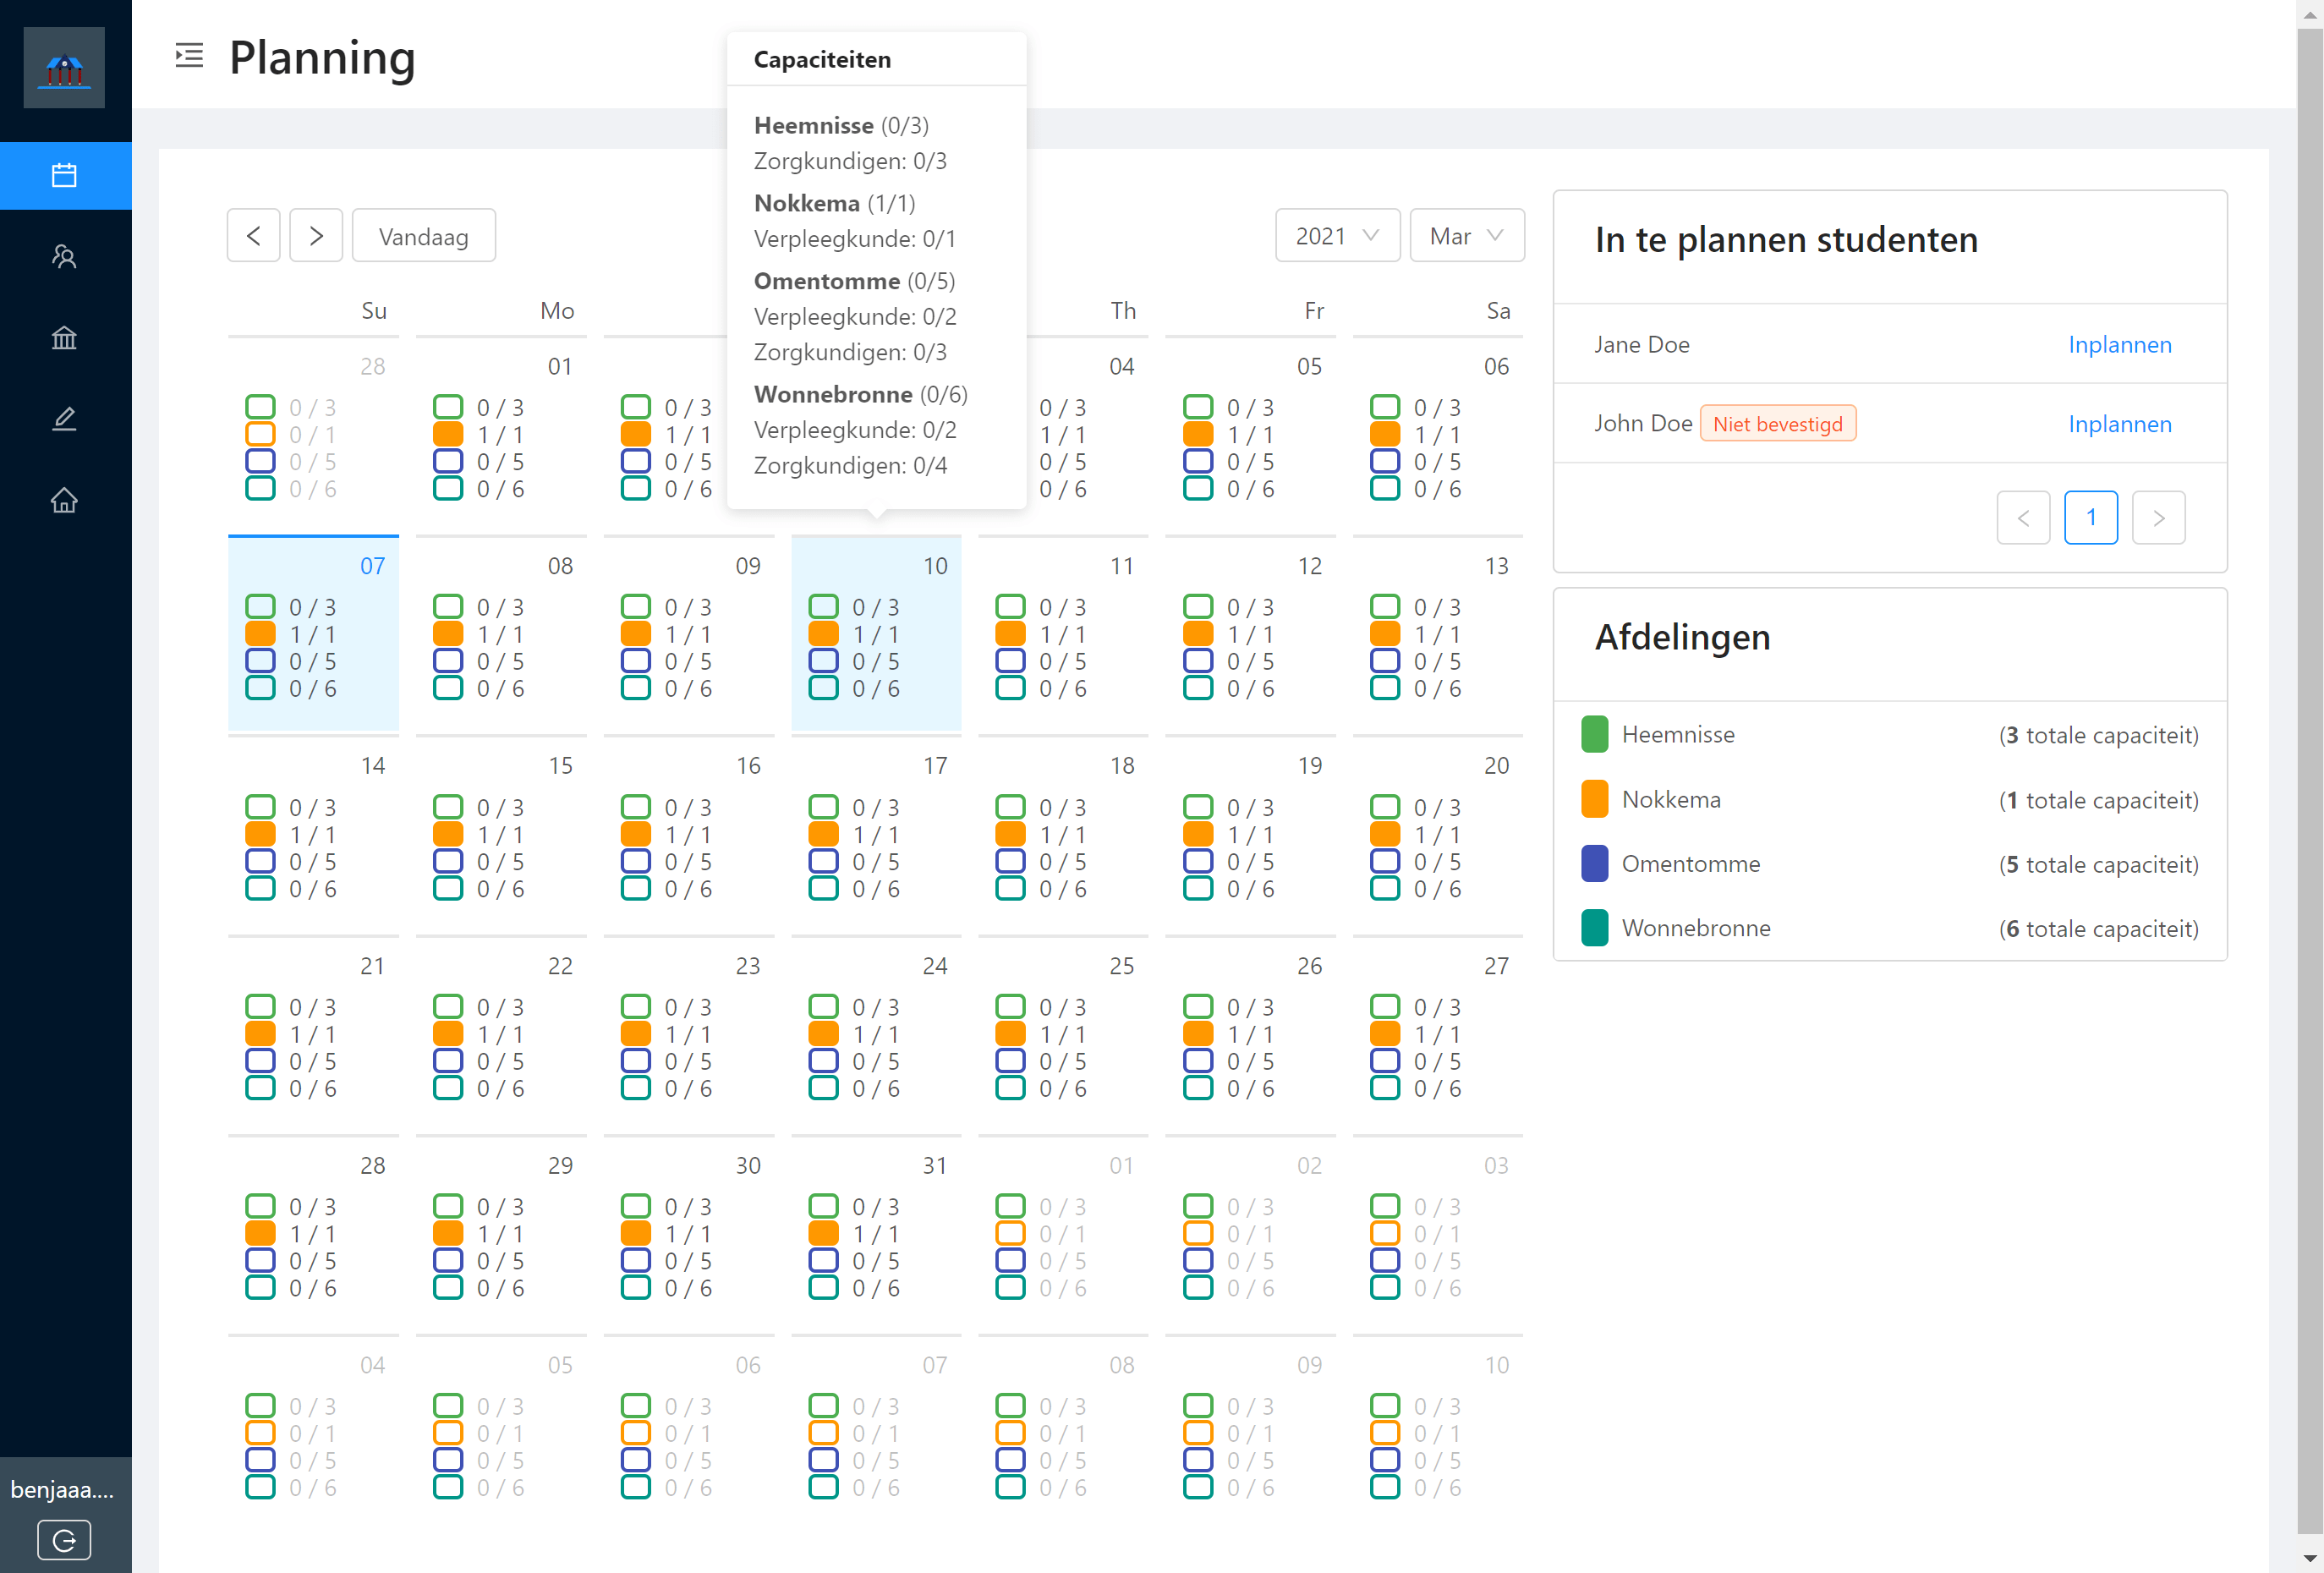 Planning
Capaciteiten
Heemnisse (0/3)
Zorgkundigen: 0/3
Nokkema (1/1)
Verpleegkunde: 0/1
Omentomme (0/5)
Verpleegkunde: 0/2
Zorgkundigen: 0/3
Wonnebronne (0/6)
Verpleegkunde: 0/2
Zorgkundigen: 0/4
< > Vandaag 2021 Mar
Su Mo Th Fr Sa
28 01 04 05 06
0 / 3 0 / 3 0 / 3 0 / 3 0 / 3 0 / 3
0 / 1 1 / 1 1 / 1 1 / 1 1 / 1 1 / 1
0 / 5 0 / 5 0 / 5 0 / 5 0 / 5 0 / 5
0 / 6 0 / 6 0 / 6 0 / 6 0 / 6 0 / 6
07 08 09 10 11 12 13
0 / 3 0 / 3 0 / 3 0 / 3 0 / 3 0 / 3 0 / 3
1 / 1 1 / 1 1 / 1 1 / 1 1 / 1 1 / 1 1 / 1
0 / 5 0 / 5 0 / 5 0 / 5 0 / 5 0 / 5 0 / 5
0 / 6 0 / 6 0 / 6 0 / 6 0 / 6 0 / 6 0 / 6
14 15 16 17 18 19 20
0 / 3 0 / 3 0 / 3 0 / 3 0 / 3 0 / 3 0 / 3
1 / 1 1 / 1 1 / 1 1 / 1 1 / 1 1 / 1 1 / 1
0 / 5 0 / 5 0 / 5 0 / 5 0 / 5 0 / 5 0 / 5
0 / 6 0 / 6 0 / 6 0 / 6 0 / 6 0 / 6 0 / 6
21 22 23 24 25 26 27
0 / 3 0 / 3 0 / 3 0 / 3 0 / 3 0 / 3 0 / 3
1 / 1 1 / 1 1 / 1 1 / 1 1 / 1 1 / 1 1 / 1
0 / 5 0 / 5 0 / 5 0 / 5 0 / 5 0 / 5 0 / 5
0 / 6 0 / 6 0 / 6 0 / 6 0 / 6 0 / 6 0 / 6
28 29 30 31 01 02 03
0 / 3 0 / 3 0 / 3 0 / 3 0 / 3 0 / 3 0 / 3
1 / 1 1 / 1 1 / 1 1 / 1 0 / 1 0 / 1 0 / 1
0 / 5 0 / 5 0 / 5 0 / 5 0 / 5 0 / 5 0 / 5
0 / 6 0 / 6 0 / 6 0 / 6 0 / 6 0 / 6 0 / 6
04 05 06 07 08 09 10
0 / 3 0 / 3 0 / 3 0 / 3 0 / 3 0 / 3 0 / 3
0 / 1 0 / 1 0 / 1 0 / 1 0 / 1 0 / 1 0 / 1
0 / 5 0 / 5 0 / 5 0 / 5 0 / 5 0 / 5 0 / 5
0 / 6 0 / 6 0 / 6 0 / 6 0 / 6 0 / 6 0 / 6
In te plannen studenten
Jane Doe Inplannen
John Doe Niet bevestigd Inplannen
< 1 >
Afdelingen
Heemnisse (3 totale capaciteit)
Nokkema (1 totale capaciteit)
Omentomme (5 totale capaciteit)
Wonnebronne (6 totale capaciteit)
benjaaa....